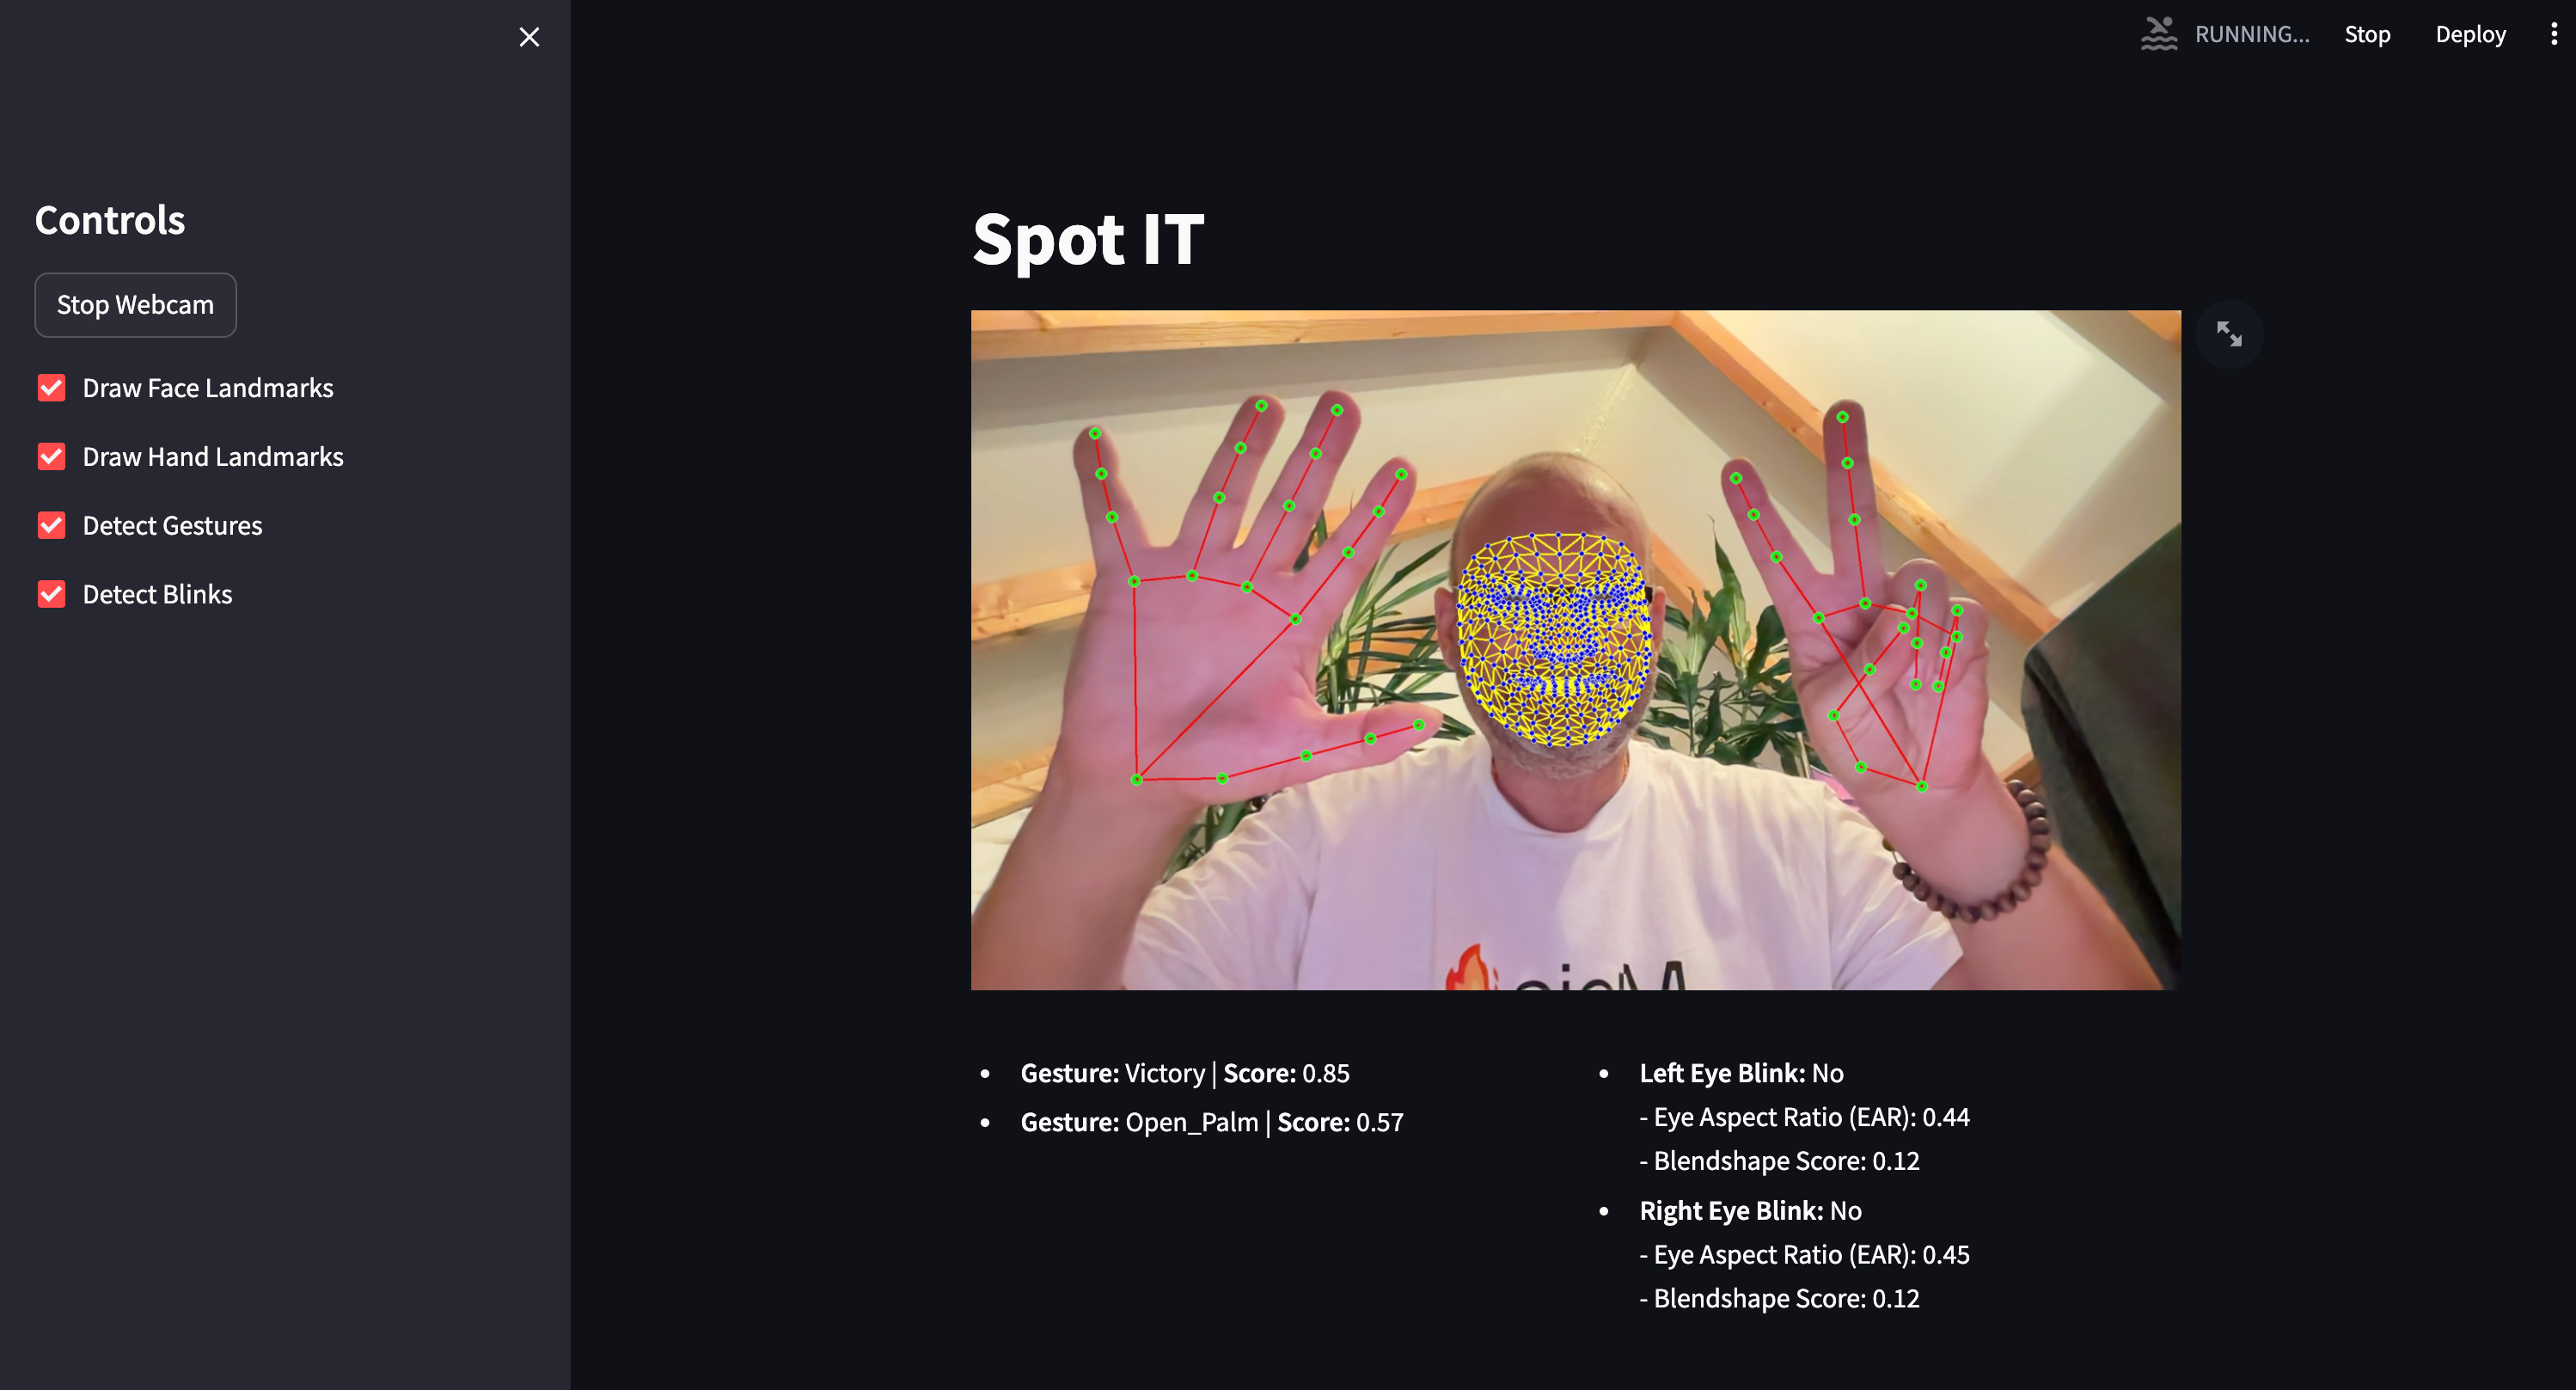 RUNNING...
Stop
Deploy
Controls
Stop Webcam
Draw Face Landmarks
Draw Hand Landmarks
Detect Gestures
Detect Blinks
Spot IT
• Gesture: Victory | Score: 0.85
• Gesture: Open_Palm | Score: 0.57
• Left Eye Blink: No
- Eye Aspect Ratio (EAR): 0.44
- Blendshape Score: 0.12
• Right Eye Blink: No
- Eye Aspect Ratio (EAR): 0.45
- Blendshape Score: 0.12